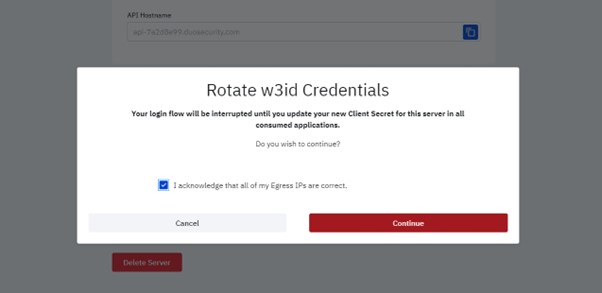 API Hostname
api-7a2d8e99.duosecurity.com
Rotate w3id Credentials
Your login flow will be interrupted until you update your new Client Secret for this server in all
consumed applications.
Do you wish to continue?
I acknowledge that all of my Egress IPs are correct.
Cancel
Continue
Delete Server